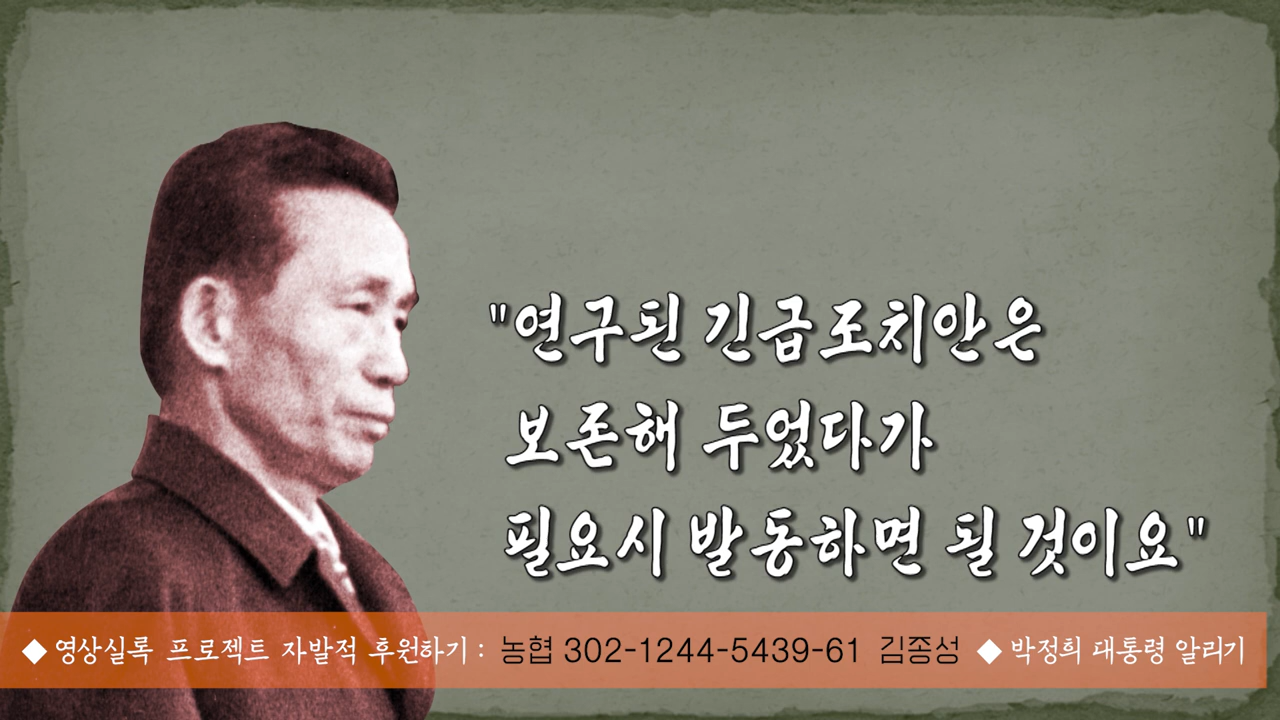 "연구된 긴급조치안은
보존해 두었다가
필요시 발동하면 될 것이요"
◆ 영상실록 프로젝트 자발적 후원하기 : 농협 302-1244-5439-61 김종성 ◆ 박정희 대통령 알리기